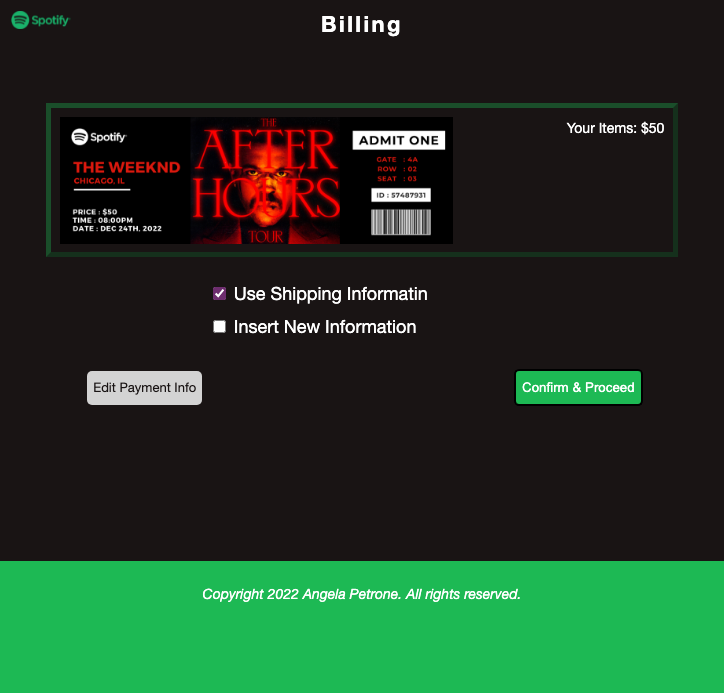 Spotify
Billing
Your Items: $50
Spotify
THE WEEKND
CHICAGO, IL
PRICE : $50
TIME : 08:00PM
DATE : DEC 24TH, 2022
THE
AFTER
HOURS
TOUR
ADMIT ONE
GATE : 4A
ROW : 02
SEAT : 03
ID : 57487931
Use Shipping Informatin
Insert New Information
Edit Payment Info
Confirm & Proceed
Copyright 2022 Angela Petrone. All rights reserved.